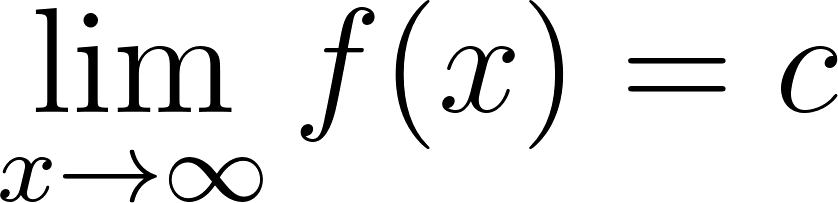 lim f(x) = c
x→∞